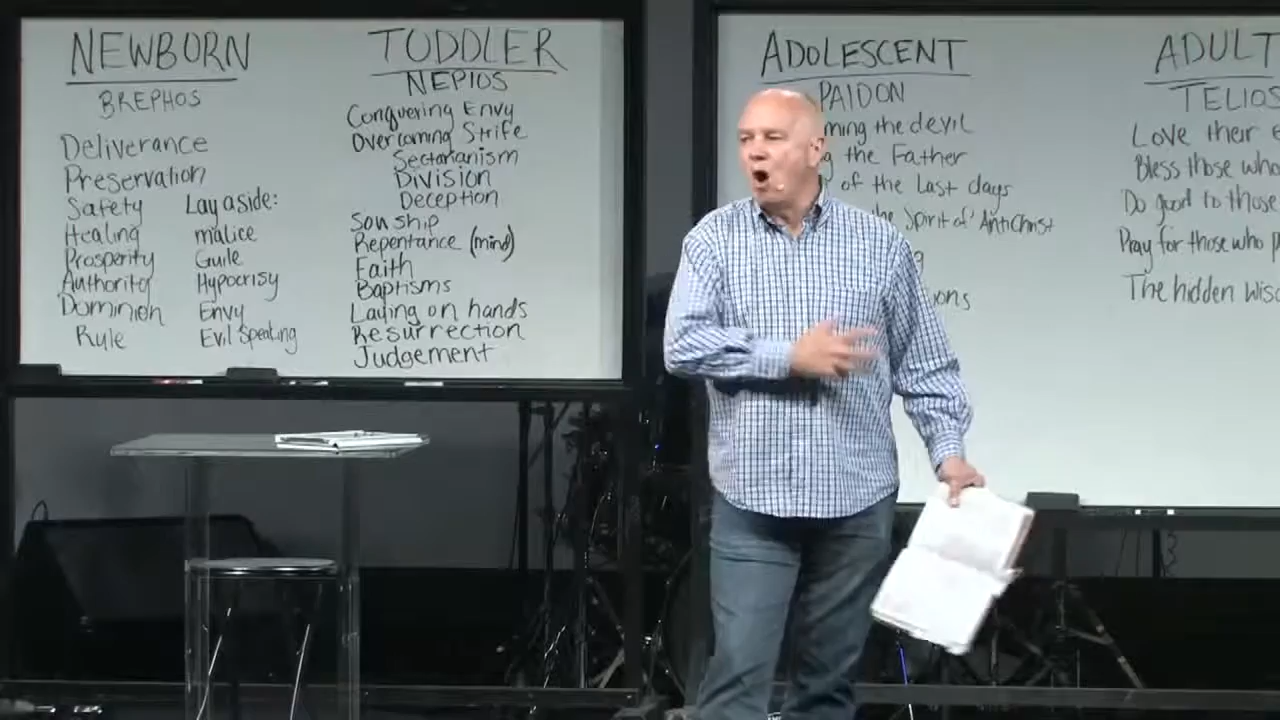 NEWBORN
BREPHOS
Deliverance
Preservation
Safety
Healing
Prosperity
Authority
Dominion
Rule
Lay aside:
malice
Guile
Hypocrisy
Envy
Evil Speaking
TODDLER
NEPIOS
Conquering Envy
Overcoming Strife
Sectarianism
Division
Deception
Sonship
Repentance (mind)
Faith
Baptisms
Laying on hands
Resurrection
Judgement
ADOLESCENT
PAIDON
the devil
the Father
of the Last days
the Spirit of AntiChrist
ADULT
TELIOS
Love their
Bless those who
Do good to those
Pray for those who
The hidden